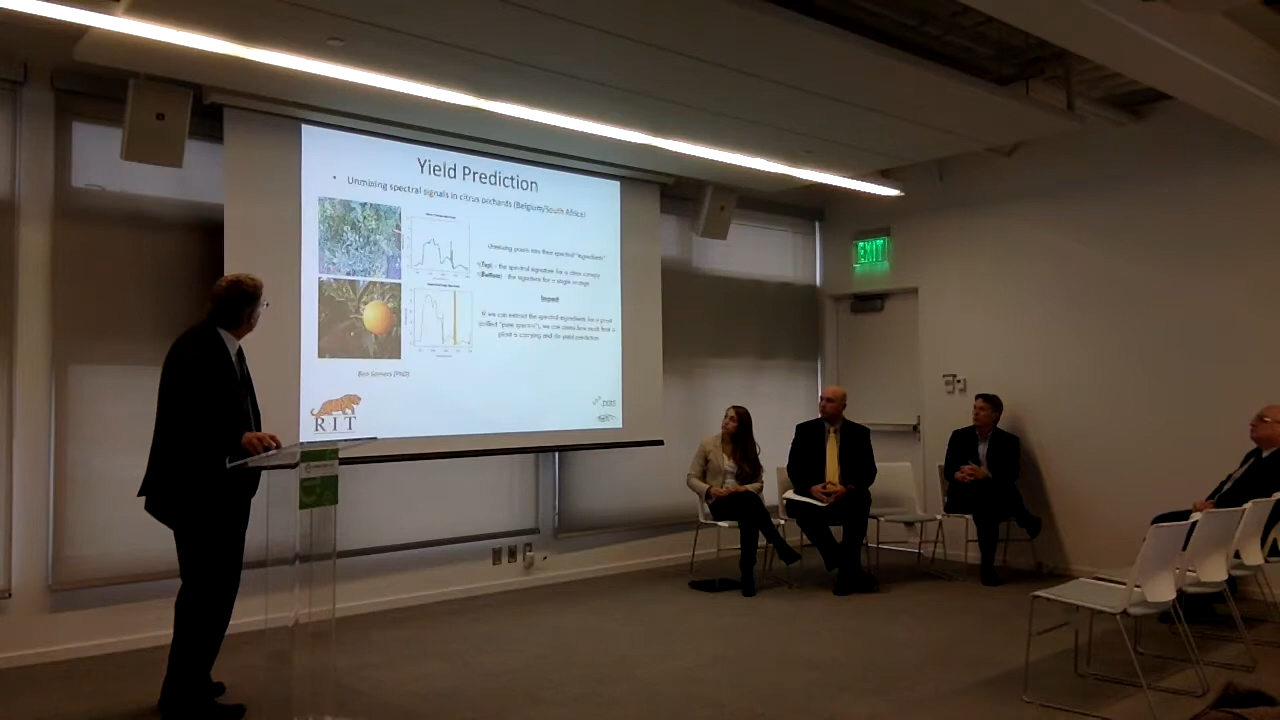 Yield Prediction
• Unmixing spectral signals in citrus orchards (Belgium/South Africa)
Unmixing pixels into their spectral "ingredients"
(Top) - the spectral signature for a citrus canopy
(Bottom) - the signature for a single orange
Impact
If we can extract the spectral ingredients for a pixel
(called "pure spectra"), we can assess how much fruit a
plant is carrying and do yield prediction
Ben Somers (PhD)
RIT
EXIT